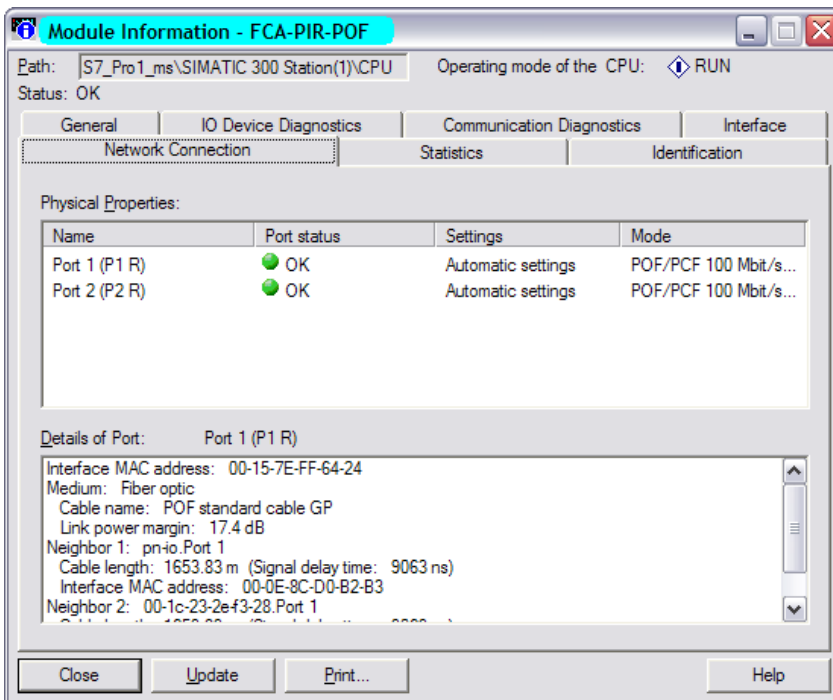 Module Information - FCA-PIR-POF
Path: S7_Pro1_ms\SIMATIC 300 Station(1)\CPU Operating mode of the CPU: RUN
Status: OK
General IO Device Diagnostics Communication Diagnostics Interface
Network Connection Statistics Identification
Physical Properties:
Name Port status Settings Mode
Port 1 (P1 R) OK Automatic settings POF/PCF 100 Mbit/s...
Port 2 (P2 R) OK Automatic settings POF/PCF 100 Mbit/s...
Details of Port: Port 1 (P1 R)
Interface MAC address: 00-15-7E-FF-64-24
Medium: Fiber optic
Cable name: POF standard cable GP
Link power margin: 17.4 dB
Neighbor 1: pn-io.Port 1
Cable length: 1653.83 m (Signal delay time: 9063 ns)
Interface MAC address: 00-0E-8C-D0-B2-B3
Neighbor 2: 00-1c-23-2e-f3-28.Port 1
Close Update Print... Help